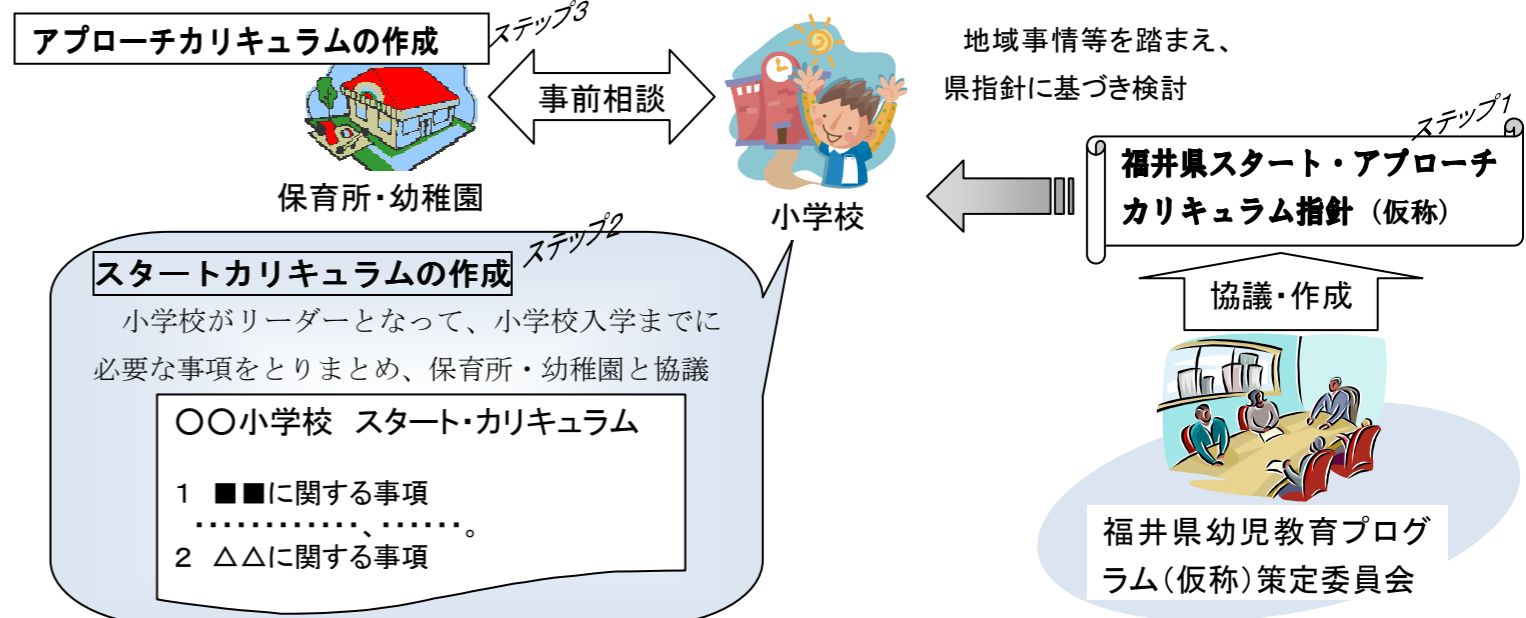 アプローチカリキュラムの作成
ステップ3
事前相談
保育所・幼稚園
小学校
地域事情等を踏まえ、
県指針に基づき検討
ステップ1
福井県スタート・アプローチ
カリキュラム指針（仮称）
協議・作成
福井県幼児教育プログ
ラム（仮称）策定委員会
ステップ2
スタートカリキュラムの作成
小学校がリーダーとなって、小学校入学までに
必要な事項をとりまとめ、保育所・幼稚園と協議
〇〇小学校　スタート・カリキュラム
１　■■に関する事項
・・・・・・・・・・・・、・・・・・・。
２　△△に関する事項